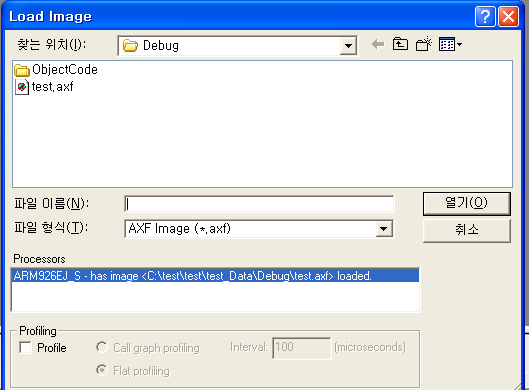 Load Image
찾는 위치(I):
Debug
ObjectCode
test.axf
파일 이름(N):
열기(O)
파일 형식(T):
AXF Image (*.axf)
취소
Processors
ARM926EJ_S - has image <C:\test\test\test_Data\Debug\test.axf> loaded.
Profiling
Profile
Call graph profiling
Interval:
100
(microseconds)
Flat profiling